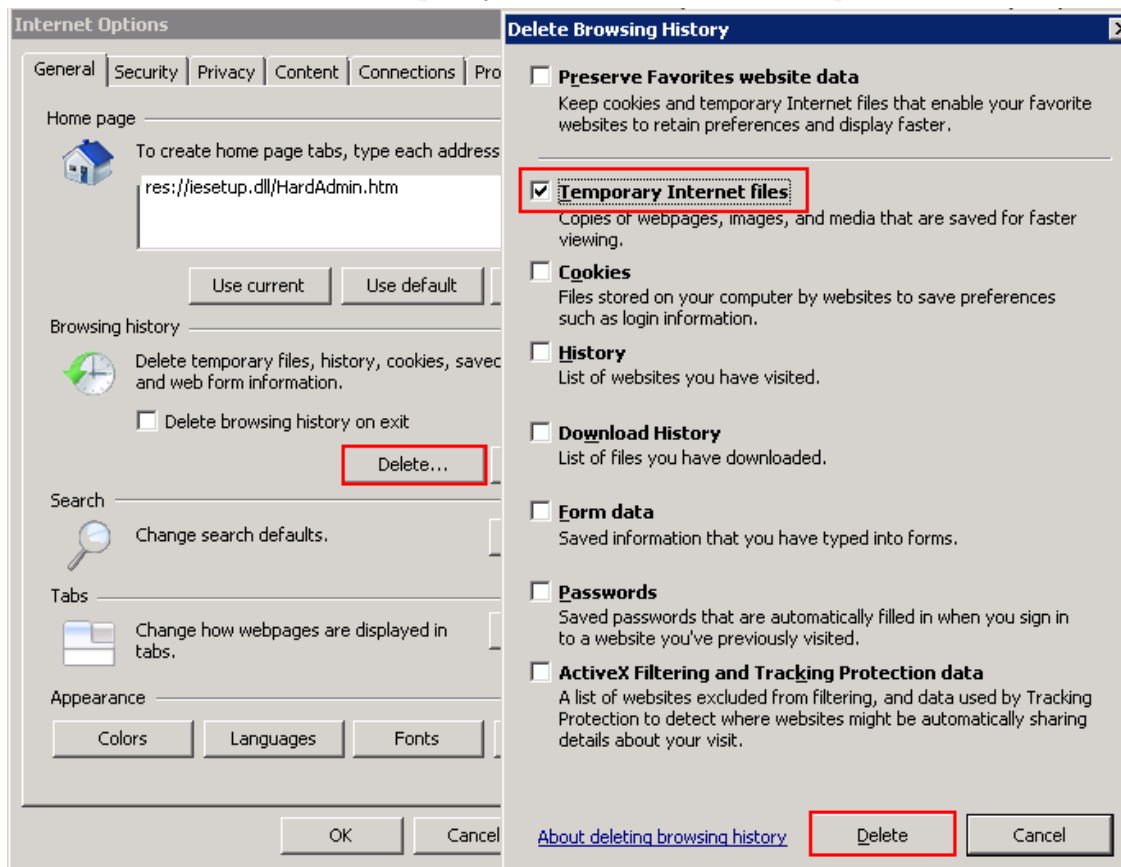 Internet Options
General
Security
Privacy
Content
Connections
Pro
Home page
To create home page tabs, type each address
res://iesetup.dll/HardAdmin.htm
Use current
Use default
Browsing history
Delete temporary files, history, cookies, saved
and web form information.
Delete browsing history on exit
Delete...
Search
Change search defaults.
Tabs
Change how webpages are displayed in
tabs.
Appearance
Colors
Languages
Fonts
OK
Cancel
Delete Browsing History
Preserve Favorites website data
Keep cookies and temporary Internet files that enable your favorite
websites to retain preferences and display faster.
Temporary Internet files
Copies of webpages, images, and media that are saved for faster
viewing.
Cookies
Files stored on your computer by websites to save preferences
such as login information.
History
List of websites you have visited.
Download History
List of files you have downloaded.
Form data
Saved information that you have typed into forms.
Passwords
Saved passwords that are automatically filled in when you sign in
to a website you've previously visited.
ActiveX Filtering and Tracking Protection data
A list of websites excluded from filtering, and data used by Tracking
Protection to detect where websites might be automatically sharing
details about your visit.
About deleting browsing history
Delete
Cancel